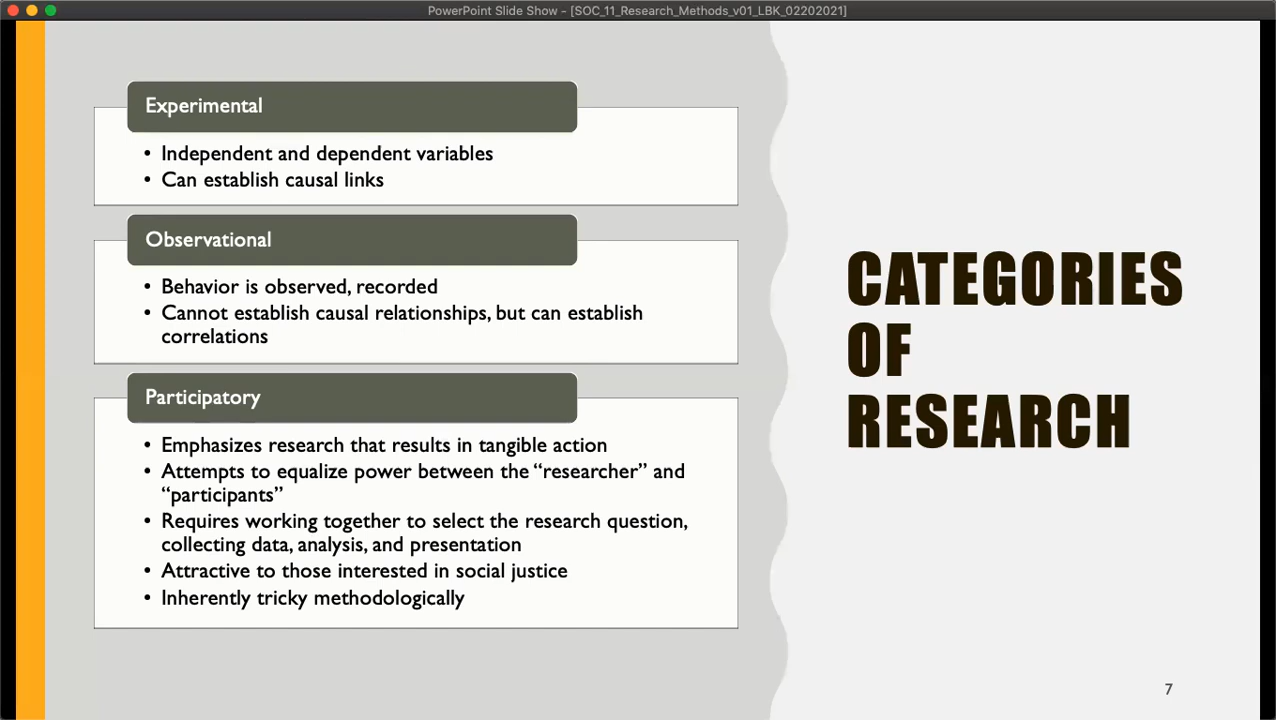 PowerPoint Slide Show - [SOC_11_Research_Methods_v01_LBK_02202021]
Experimental
• Independent and dependent variables
• Can establish causal links
Observational
• Behavior is observed, recorded
• Cannot establish causal relationships, but can establish
correlations
Participatory
• Emphasizes research that results in tangible action
• Attempts to equalize power between the “researcher” and
“participants”
• Requires working together to select the research question,
collecting data, analysis, and presentation
• Attractive to those interested in social justice
• Inherently tricky methodologically
CATEGORIES
OF
RESEARCH
7